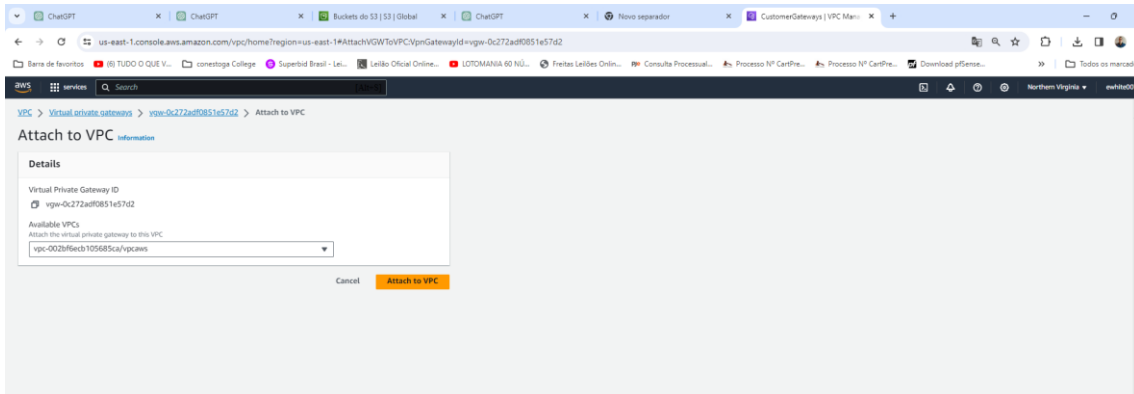 ChatGPT
ChatGPT
Buckets do S3 | S3 | Global
ChatGPT
Novo separador
CustomerGateways | VPC Mana
us-east-1.console.aws.amazon.com/vpc/home?region=us-east-1#AttachVGWToVPC:VpnGatewayId=vgw-0c272adf0851e57d2
Barra de favoritos (6) TUDO O QUE V... conestoga College Superbid Brasil - Lei... Leilão Oficial Online... LOTOMANIA 60 NÚ... Freitas Leilões Onlin... Consulta Processual... Processo Nº CartPre... Processo Nº CartPre... Download pfSense... Todos os marcad
aws services Search Northern Virginia ewhite00
VPC > Virtual private gateways > vgw-0c272adf0851e57d2 > Attach to VPC
Attach to VPC Information
Details
Virtual Private Gateway ID
vgw-0c272adf0851e57d2
Available VPCs
Attach the virtual private gateway to this VPC
vpc-002bf6ecb105685ca/vpcaws
Cancel Attach to VPC